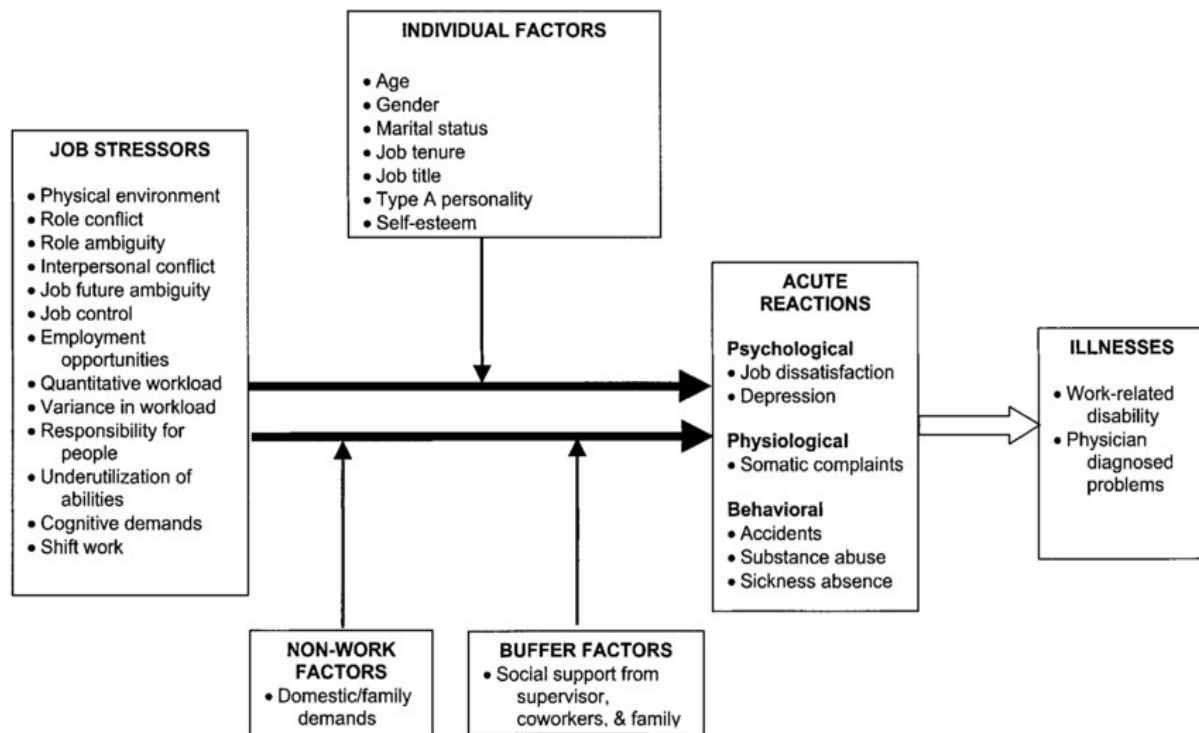 INDIVIDUAL FACTORS
• Age
• Gender
• Marital status
• Job tenure
• Job title
• Type A personality
• Self-esteem
JOB STRESSORS
• Physical environment
• Role conflict
• Role ambiguity
• Interpersonal conflict
• Job future ambiguity
• Job control
• Employment
opportunities
• Quantitative workload
• Variance in workload
• Responsibility for
people
• Underutilization of
abilities
• Cognitive demands
• Shift work
ACUTE
REACTIONS
Psychological
• Job dissatisfaction
• Depression
Physiological
• Somatic complaints
Behavioral
• Accidents
• Substance abuse
• Sickness absence
ILLNESSES
• Work-related
disability
• Physician
diagnosed
problems
NON-WORK
FACTORS
• Domestic/family
demands
BUFFER FACTORS
• Social support from
supervisor,
coworkers, & family